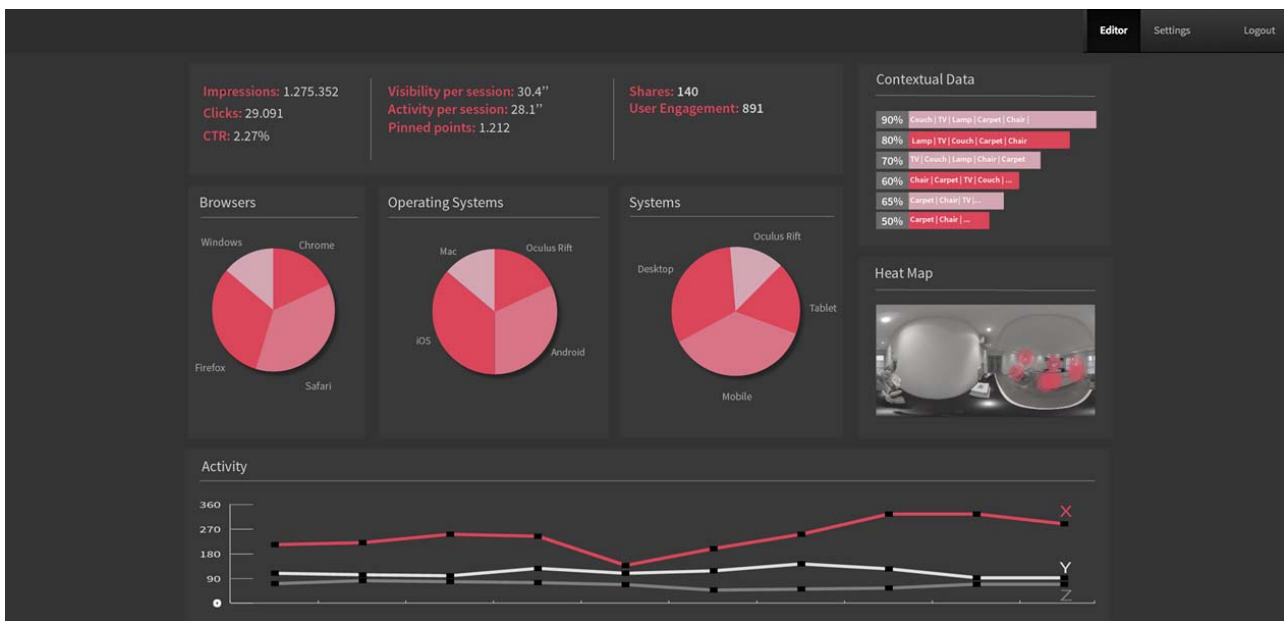 Editor Settings Logout
Impressions: 1.275.352
Clicks: 29.091
CTR: 2.27%
Visibility per session: 30.4’’
Activity per session: 28.1’’
Pinned points: 1.212
Shares: 140
User Engagement: 891
Contextual Data
90% Couch | TV | Lamp | Carpet | Chair |
80% Lamp | TV | Couch | Carpet | Chair
70% TV | Couch | Lamp | Chair | Carpet
60% Chair | Carpet | TV | Couch | ...
65% Carpet | Chair| TV |...
50% Carpet | Chair | ...
Browsers
Windows
Chrome
Firefox
Safari
Operating Systems
Mac
Oculus Rift
iOS
Android
Systems
Oculus Rift
Desktop
Tablet
Mobile
Heat Map
Activity
360
270
180
90
0
X
Y
Z